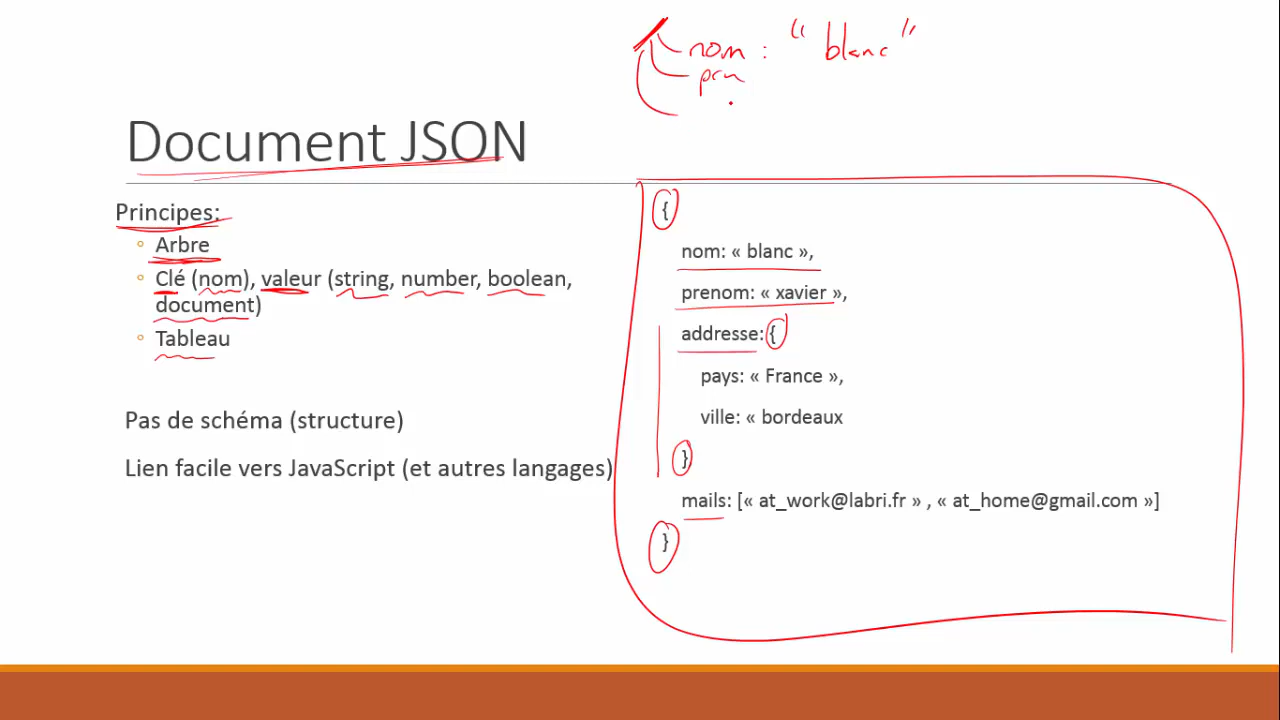 nom : " blanc "
prn
Document JSON
Principes:
Arbre
Clé (nom), valeur (string, number, boolean,
document)
Tableau
Pas de schéma (structure)
Lien facile vers JavaScript (et autres langages)
{
nom: « blanc »,
prenom: « xavier »,
addresse: {
pays: « France »,
ville: « bordeaux
}
mails: [« at_work@labri.fr » , « at_home@gmail.com »]
}